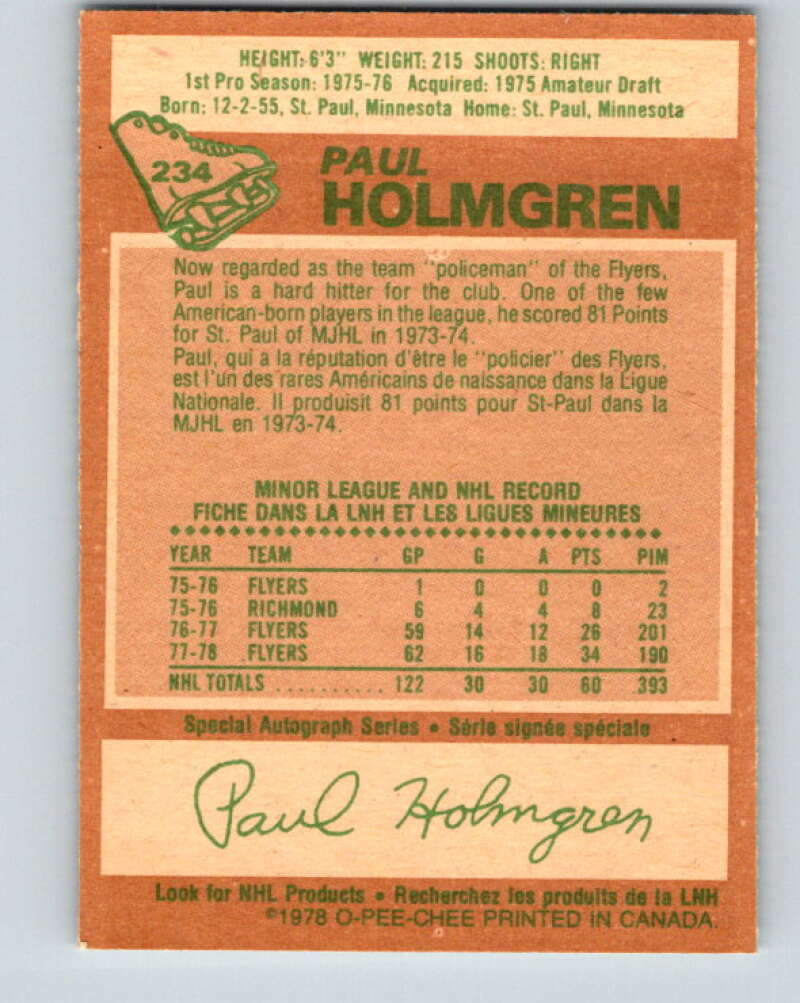 HEIGHT: 6'3" WEIGHT: 215 SHOOTS: RIGHT
1st Pro Season: 1975-76 Acquired: 1975 Amateur Draft
Born: 12-2-55, St. Paul, Minnesota Home: St. Paul, Minnesota
234
PAUL
HOLMGREN
Now regarded as the team "policeman" of the Flyers,
Paul is a hard hitter for the club. One of the few
American-born players in the league, he scored 81 Points
for St. Paul of MJHL in 1973-74.
Paul, qui a la réputation d'être le "policier" des Flyers,
est l'un des rares Américains de naissance dans la Ligue
Nationale. Il produisit 81 points pour St-Paul dans la
MJHL en 1973-74.
MINOR LEAGUE AND NHL RECORD
FICHE DANS LA LNH ET LES LIGUES MINEURES
YEAR TEAM GP G A PTS PIM
75-76 FLYERS 1 0 0 0 2
75-76 RICHMOND 6 4 4 8 23
76-77 FLYERS 59 14 12 26 201
77-78 FLYERS 62 16 18 34 190
NHL TOTALS .......... 122 30 30 60 393
Special Autograph Series • Série signée spéciale
Paul Holmgren
Look for NHL Products • Recherchez les produits de la LNH
©1978 O-PEE-CHEE PRINTED IN CANADA.